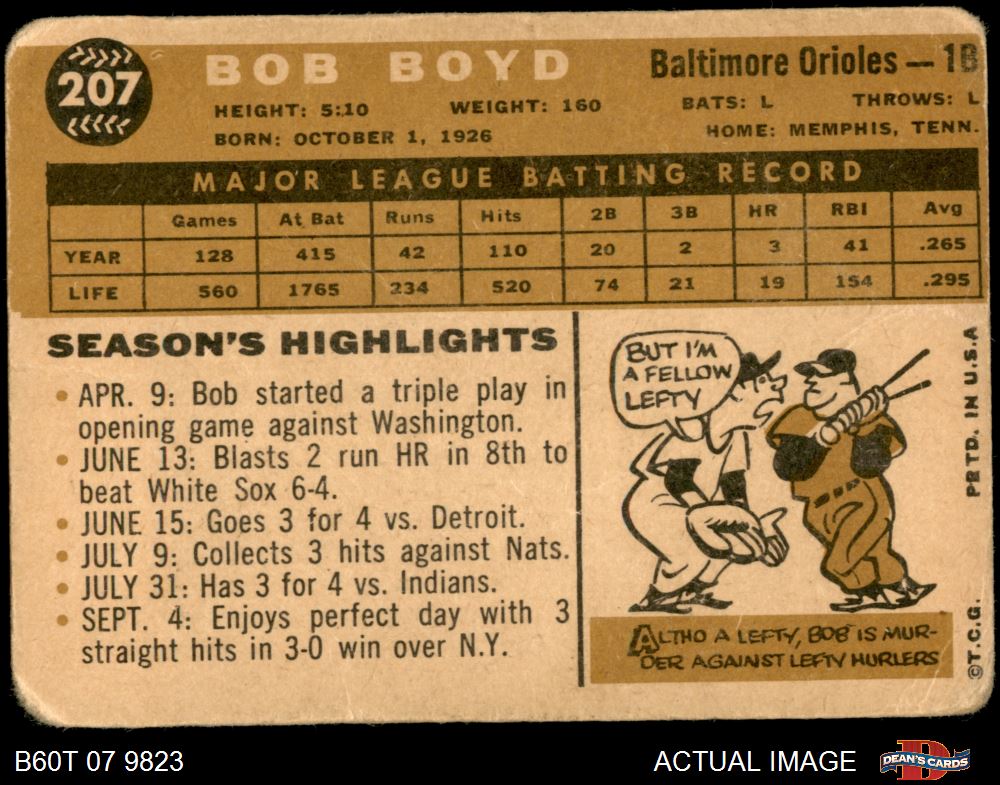 207
BOB BOYD
Baltimore Orioles — 1B
HEIGHT: 5:10 WEIGHT: 160 BATS: L THROWS: L
BORN: OCTOBER 1, 1926 HOME: MEMPHIS, TENN.
MAJOR LEAGUE BATTING RECORD
Games At Bat Runs Hits 2B 3B HR RBI Avg
YEAR 128 415 42 110 20 2 3 41 .265
LIFE 560 1765 234 520 74 21 19 154 .295
SEASON'S HIGHLIGHTS
• APR. 9: Bob started a triple play in
opening game against Washington.
• JUNE 13: Blasts 2 run HR in 8th to
beat White Sox 6-4.
• JUNE 15: Goes 3 for 4 vs. Detroit.
• JULY 9: Collects 3 hits against Nats.
• JULY 31: Has 3 for 4 vs. Indians.
• SEPT. 4: Enjoys perfect day with 3
straight hits in 3-0 win over N.Y.
BUT I'M
A FELLOW
LEFTY
ALTHO A LEFTY, BOB IS MUR-
DER AGAINST LEFTY HURLERS
©T.C.G. PRTD. IN U.S.A
B60T 07 9823
ACTUAL IMAGE
D
DEAN'S CARDS